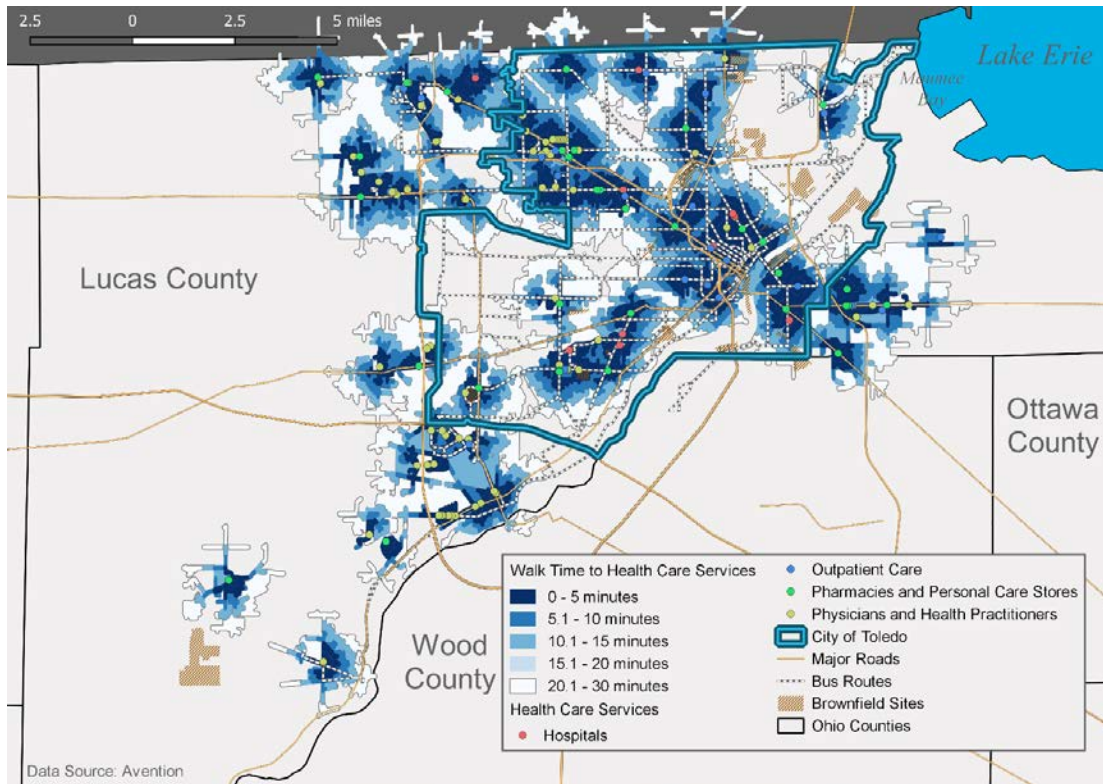 2.5 0 2.5 5 miles
Lake Erie
Maumee
Bay
Lucas County
Ottawa
County
Wood
County
Walk Time to Health Care Services
0 - 5 minutes
5.1 - 10 minutes
10.1 - 15 minutes
15.1 - 20 minutes
20.1 - 30 minutes
Health Care Services
Hospitals
Outpatient Care
Pharmacies and Personal Care Stores
Physicians and Health Practitioners
City of Toledo
Major Roads
Bus Routes
Brownfield Sites
Ohio Counties
Data Source: Avention